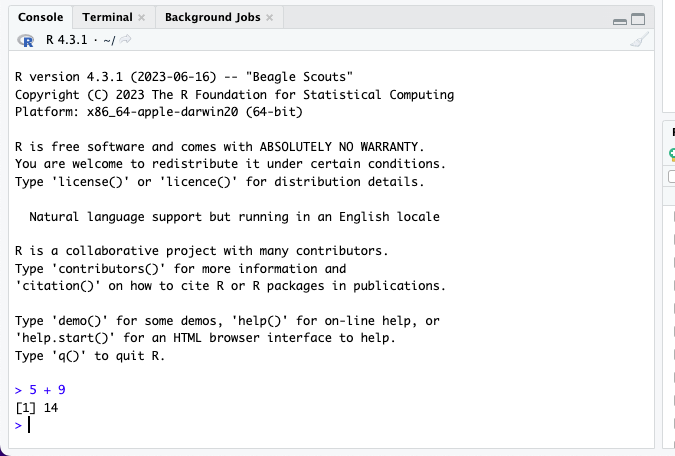 Console Terminal Background Jobs
R R 4.3.1 · ~/
R version 4.3.1 (2023-06-16) -- "Beagle Scouts"
Copyright (C) 2023 The R Foundation for Statistical Computing
Platform: x86_64-apple-darwin20 (64-bit)
R is free software and comes with ABSOLUTELY NO WARRANTY.
You are welcome to redistribute it under certain conditions.
Type 'license()' or 'licence()' for distribution details.
Natural language support but running in an English locale
R is a collaborative project with many contributors.
Type 'contributors()' for more information and
'citation()' on how to cite R or R packages in publications.
Type 'demo()' for some demos, 'help()' for on-line help, or
'help.start()' for an HTML browser interface to help.
Type 'q()' to quit R.
> 5 + 9
[1] 14
>